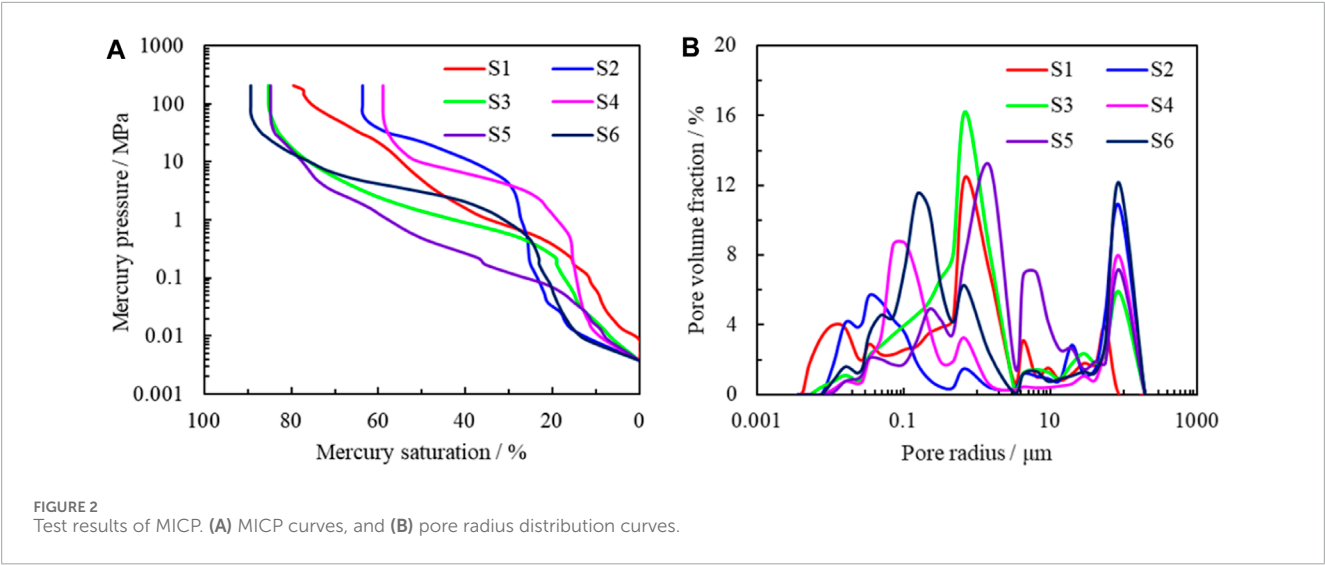 A
Mercury pressure / MPa
1000
100
10
1
0.1
0.01
0.001
S1 S2
S3 S4
S5 S6
100 80 60 40 20 0
Mercury saturation / %
B
Pore volume fraction / %
20
16
12
8
4
0
S1 S2
S3 S4
S5 S6
0.001 0.1 10 1000
Pore radius / μm
FIGURE 2
Test results of MICP. (A) MICP curves, and (B) pore radius distribution curves.